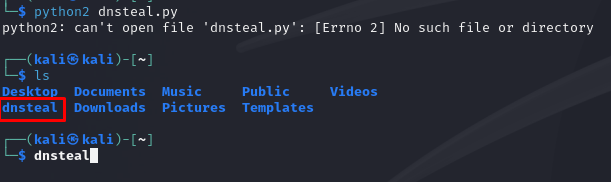 └─$ python2 dnsteal.py
python2: can't open file 'dnsteal.py': [Errno 2] No such file or directory
┌──(kali㉿kali)-[~]
└─$ ls
Desktop Documents Music Public Videos
dnsteal Downloads Pictures Templates
┌──(kali㉿kali)-[~]
└─$ dnsteal